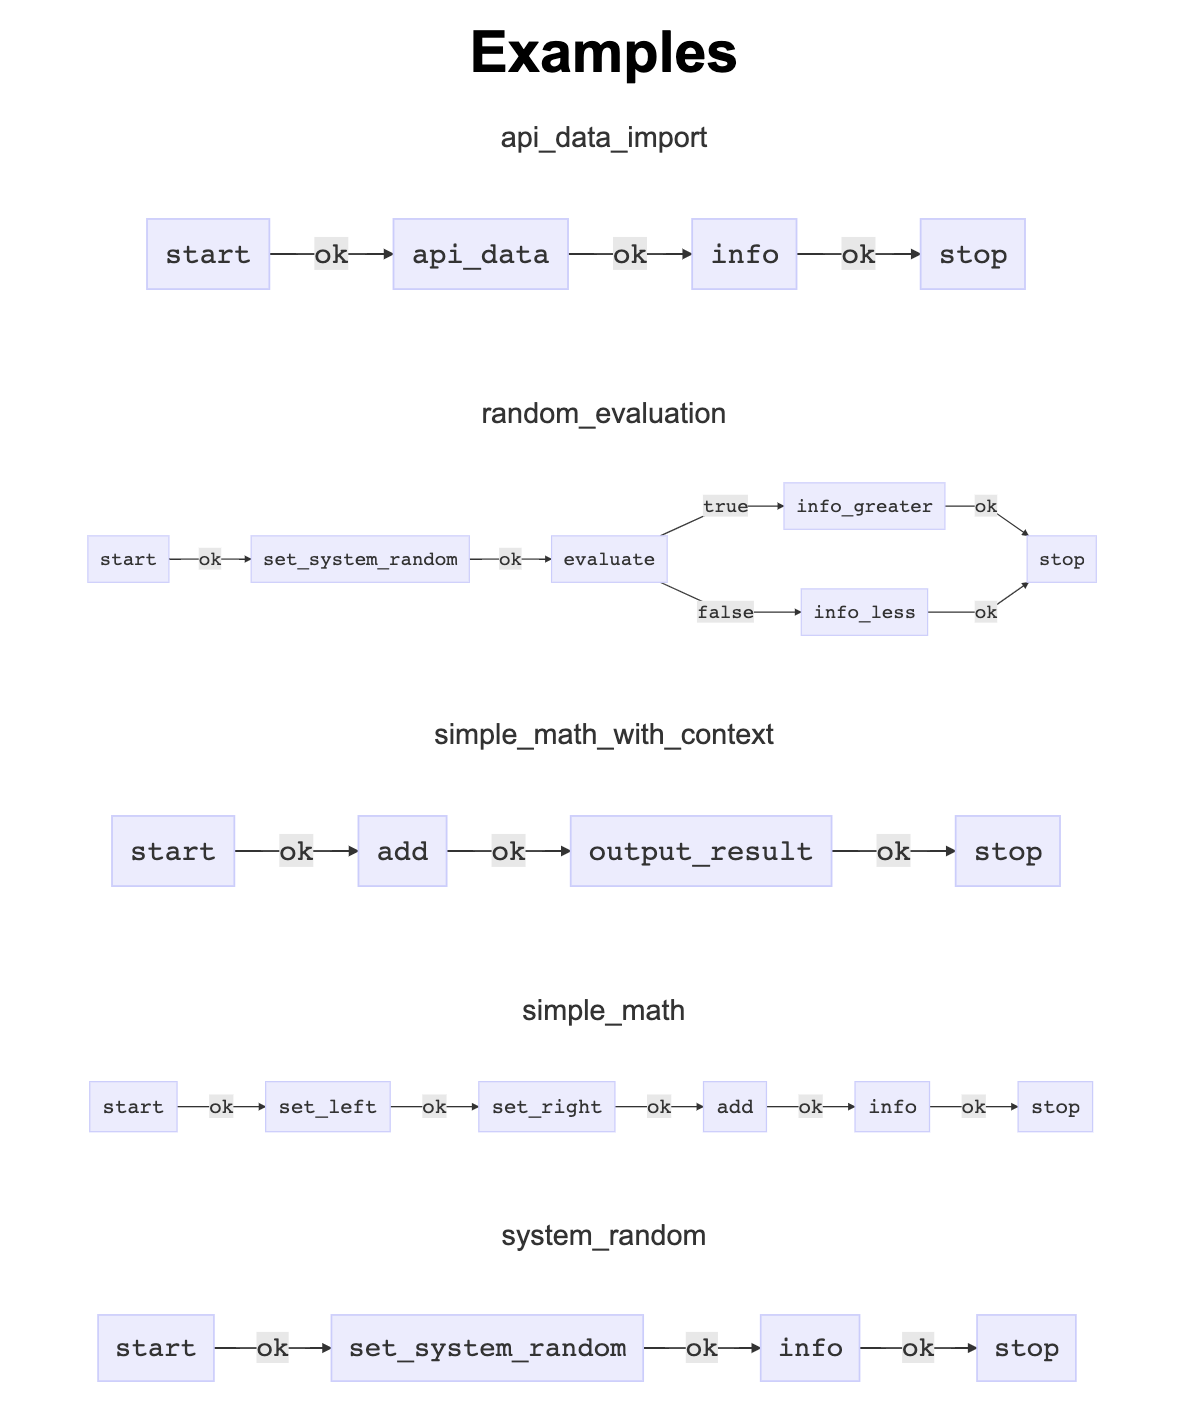 Examples
api_data_import
start ok api_data ok info ok stop
random_evaluation
true info_greater ok
start ok set_system_random ok evaluate stop
false info_less ok
simple_math_with_context
start ok add ok output_result ok stop
simple_math
start ok set_left ok set_right ok add ok info ok stop
system_random
start ok set_system_random ok info ok stop